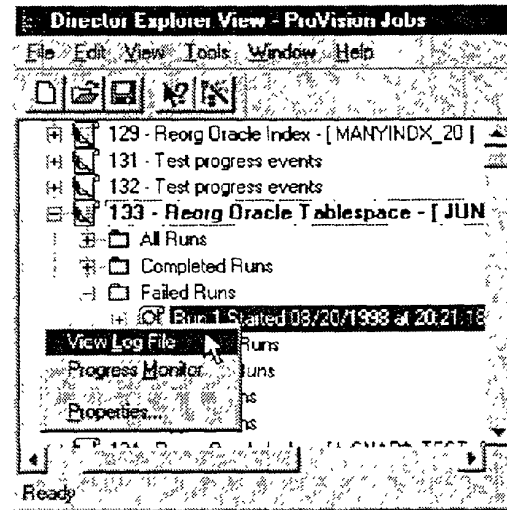 Director Explorer View - ProVision Jobs
File Edit View Tools Window Help
129 - Reorg Oracle Index - [ MANYINDX_20 [
131 - Test progress events
132 - Test progress events
133 - Reorg Oracle Tablespace - [ JUN
All Runs
Completed Runs
Failed Runs
Run 1 Started 08/20/1998 at 20:21:18
View Log File
Runs
Progress Monitor
Runs
ns
Properties...
ns
Ready